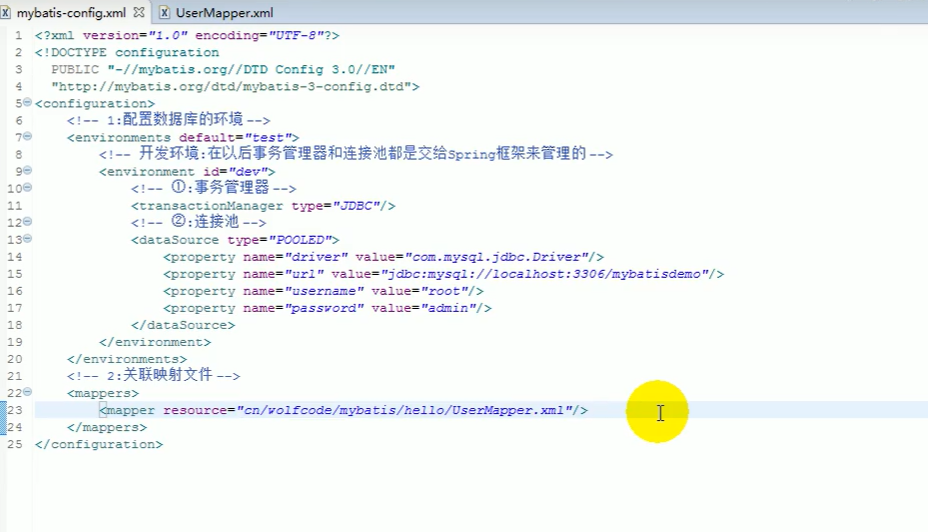 mybatis-config.xml UserMapper.xml
1 <?xml version="1.0" encoding="UTF-8"?>
2 <!DOCTYPE configuration
3 PUBLIC "-//mybatis.org//DTD Config 3.0//EN"
4 "http://mybatis.org/dtd/mybatis-3-config.dtd">
5 <configuration>
6 <!-- 1:配置数据库的环境 -->
7 <environments default="test">
8 <!-- 开发环境:在以后事务管理器和连接池都是交给Spring框架来管理的 -->
9 <environment id="dev">
10 <!-- ①:事务管理器 -->
11 <transactionManager type="JDBC"/>
12 <!-- ②:连接池 -->
13 <dataSource type="POOLED">
14 <property name="driver" value="com.mysql.jdbc.Driver"/>
15 <property name="url" value="jdbc:mysql://localhost:3306/mybatisdemo"/>
16 <property name="username" value="root"/>
17 <property name="password" value="admin"/>
18 </dataSource>
19 </environment>
20 </environments>
21 <!-- 2:关联映射文件 -->
22 <mappers>
23 <mapper resource="cn/wolfcode/mybatis/hello/UserMapper.xml"/>
24 </mappers>
25 </configuration>